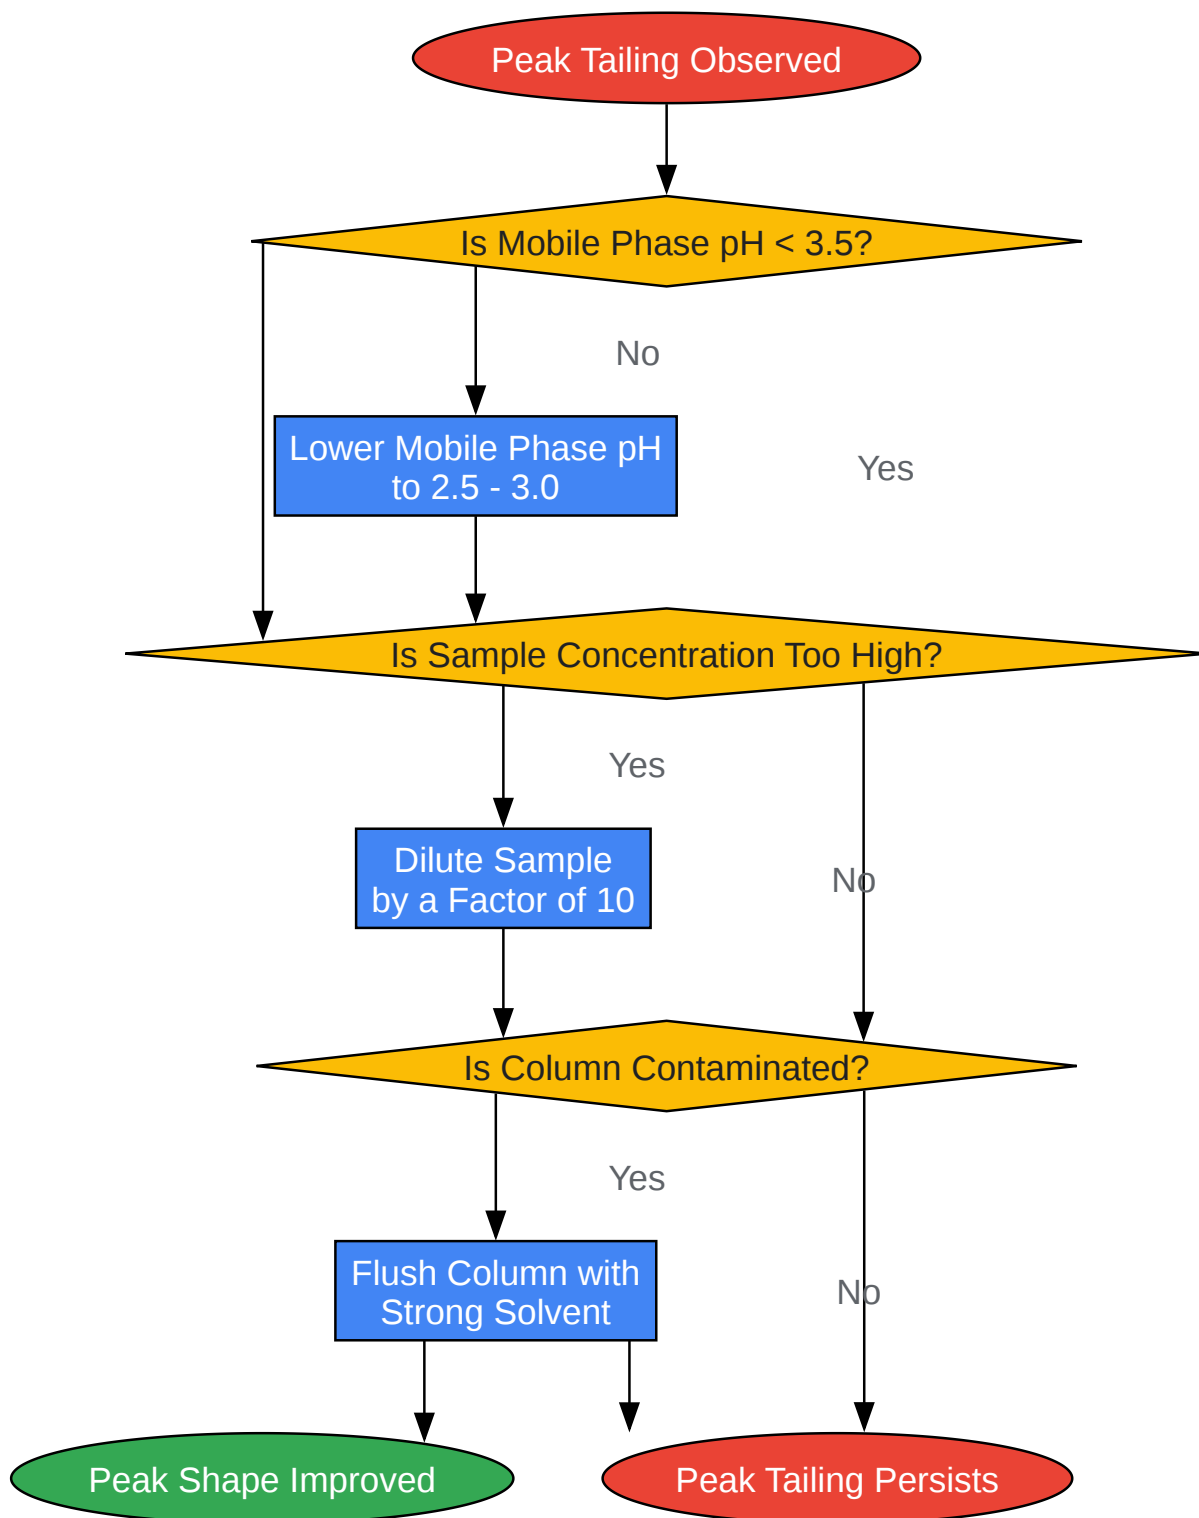 Peak Tailing Observed
Is Mobile Phase pH < 3.5?
No
Lower Mobile Phase pH
to 2.5 - 3.0
Yes
Is Sample Concentration Too High?
Yes
Dilute Sample
by a Factor of 10
No
Is Column Contaminated?
Yes
Flush Column with
Strong Solvent
No
Peak Shape Improved
Peak Tailing Persists